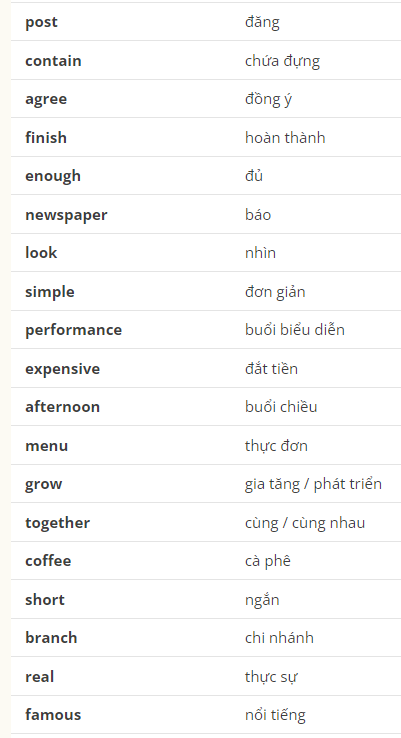 post đăng
contain chứa đựng
agree đồng ý
finish hoàn thành
enough đủ
newspaper báo
look nhìn
simple đơn giản
performance buổi biểu diễn
expensive đắt tiền
afternoon buổi chiều
menu thực đơn
grow gia tăng / phát triển
together cùng / cùng nhau
coffee cà phê
short ngắn
branch chi nhánh
real thực sự
famous nổi tiếng